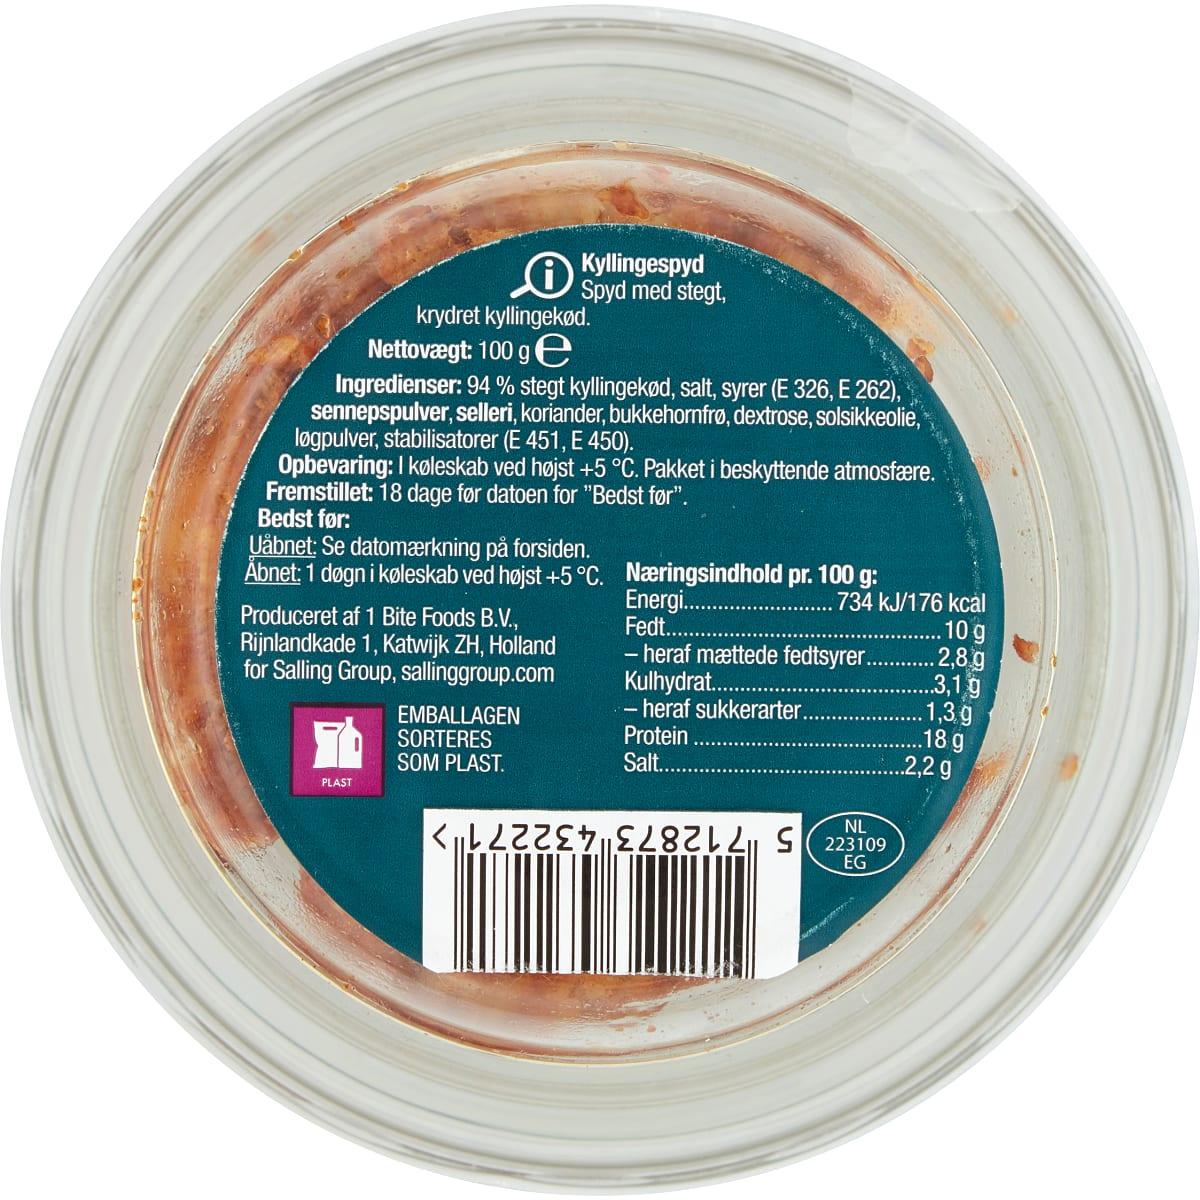 i
Kyllingespyd
Spyd med stegt,
krydret kyllingekød.
Nettovægt: 100 g e
Ingredienser: 94 % stegt kyllingekød, salt, syrer (E 326, E 262),
sennepspulver, selleri, koriander, bukkehornfrø, dextrose, solsikkeolie,
løgpulver, stabilisatorer (E 451, E 450).
Opbevaring: I køleskab ved højst +5 °C. Pakket i beskyttende atmosfære.
Fremstillet: 18 dage før datoen for ”Bedst før”.
Bedst før:
Uåbnet: Se datomærkning på forsiden.
Åbnet: 1 døgn i køleskab ved højst +5 °C.
Produceret af 1 Bite Foods B.V.,
Rijnlandkade 1, Katwijk ZH, Holland
for Salling Group, sallinggroup.com
PLAST
EMBALLAGEN
SORTERES
SOM PLAST.
Næringsindhold pr. 100 g:
Energi.......................... 734 kJ/176 kcal
Fedt.................................................. 10 g
– heraf mættede fedtsyrer............ 2,8 g
Kulhydrat........................................3,1 g
– heraf sukkerarter..................... 1,3 g
Protein .........................................18 g
Salt............................................2,2 g
5 712873 432271 >
NL
223109
EG